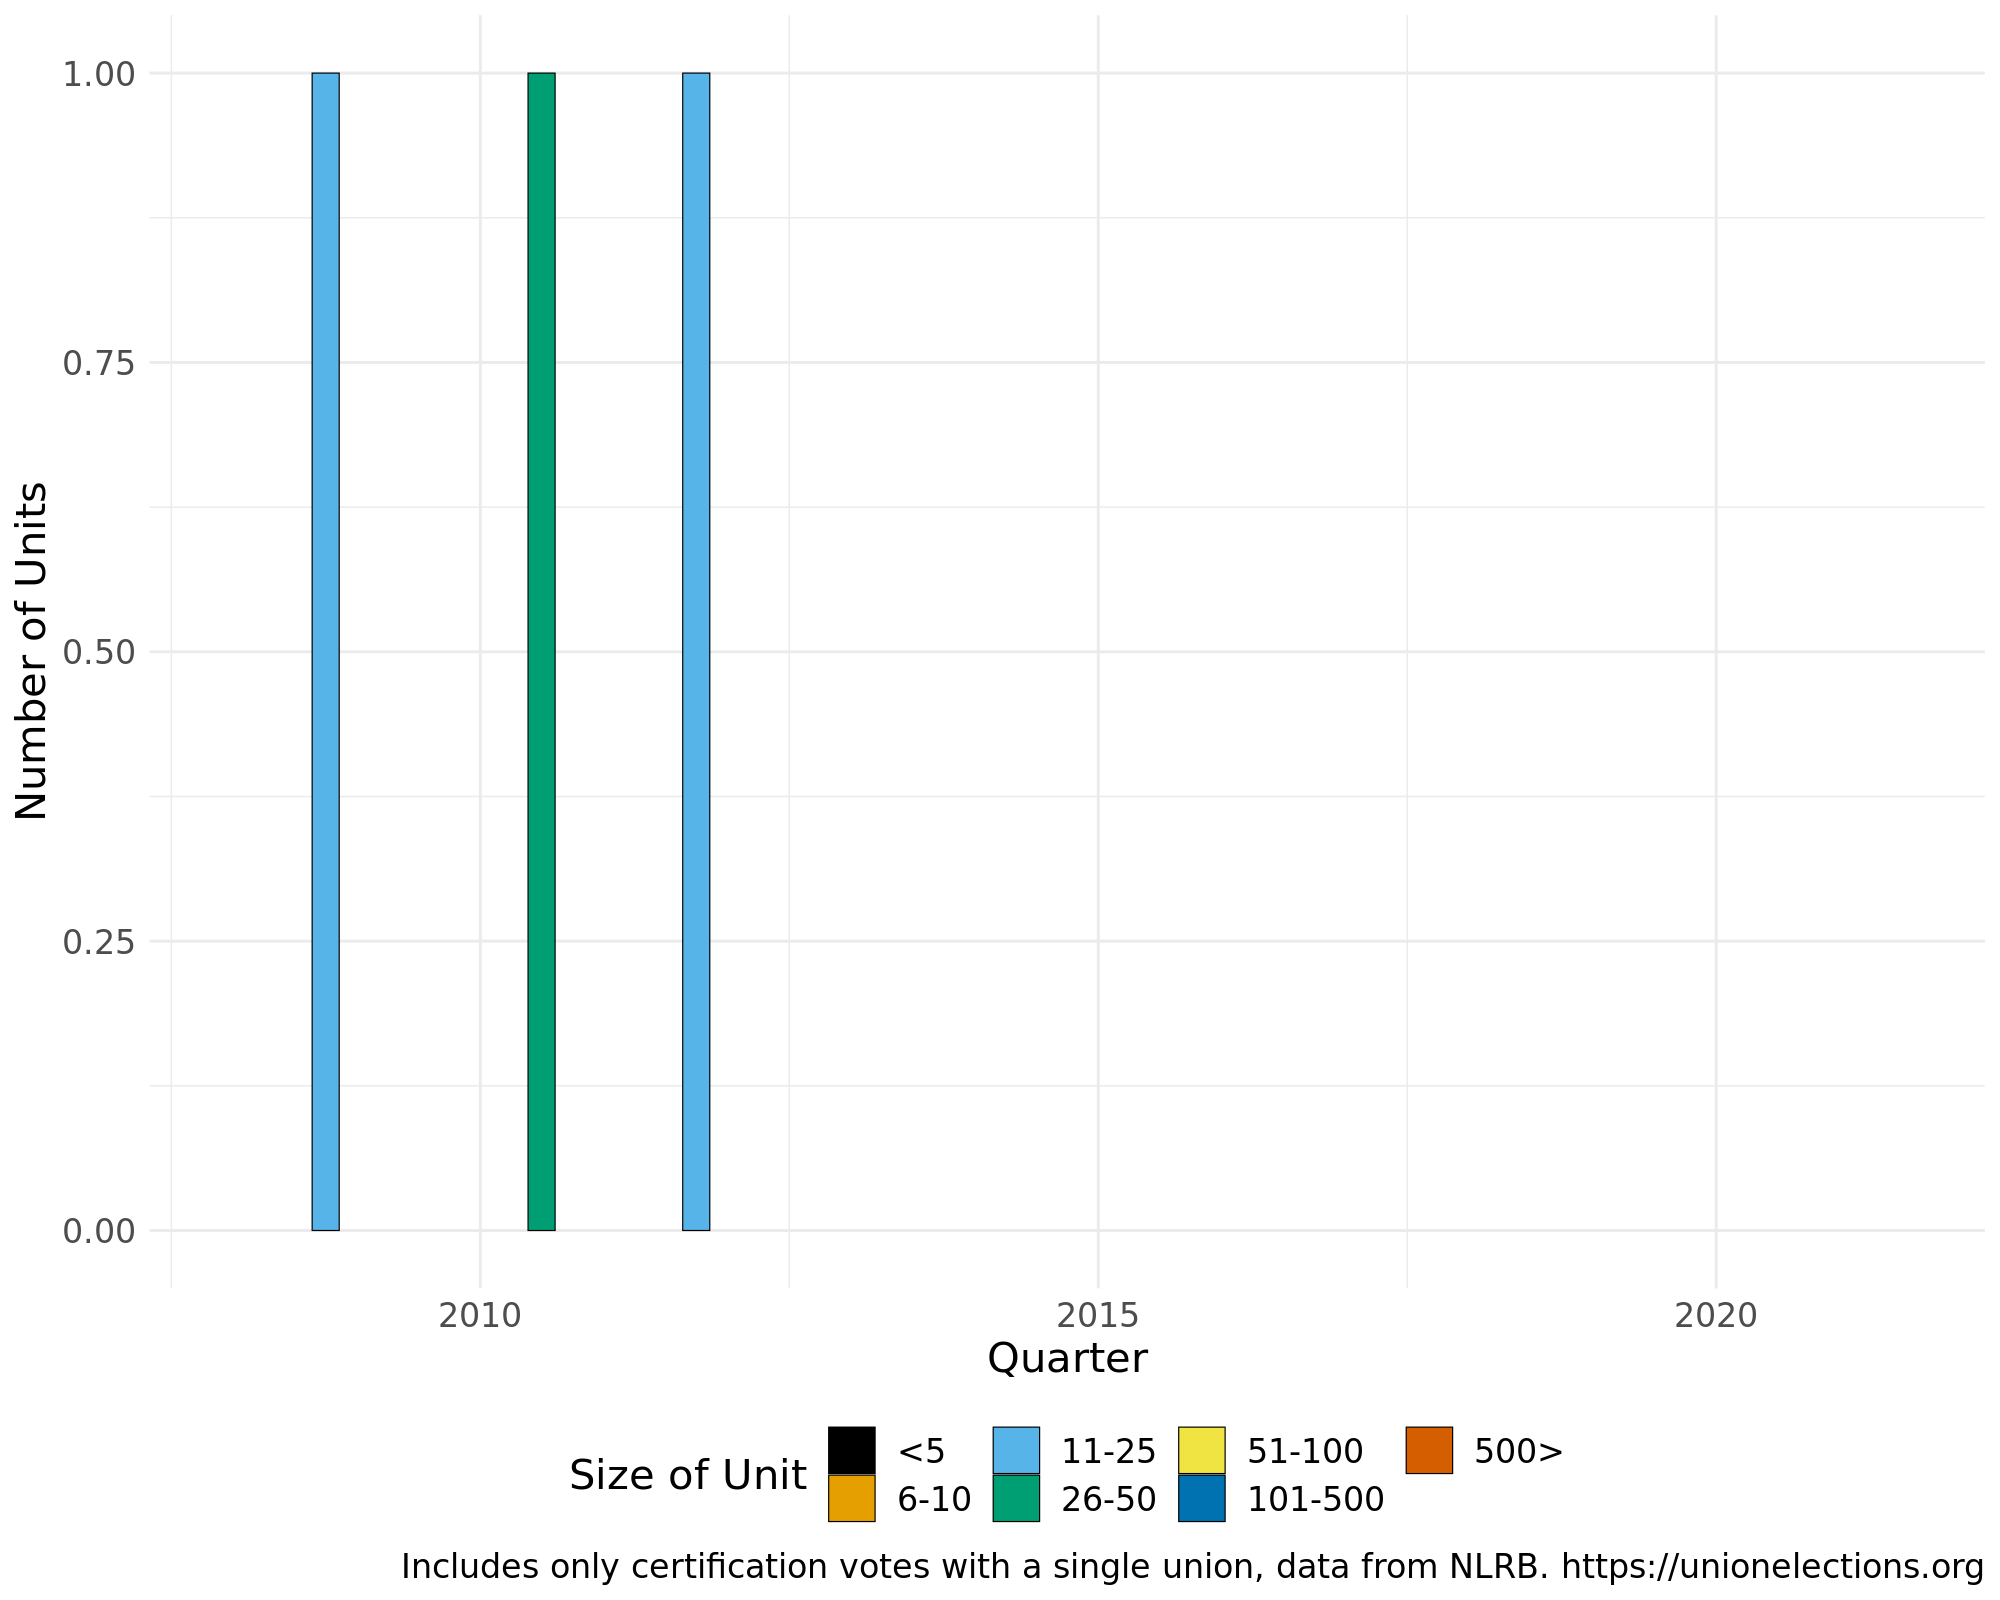 1.00
0.75
0.50
0.25
0.00
Number of Units
2010 2015 2020
Quarter
Size of Unit
<5 11-25 51-100 500>
6-10 26-50 101-500
Includes only certification votes with a single union, data from NLRB. https://unionelections.org